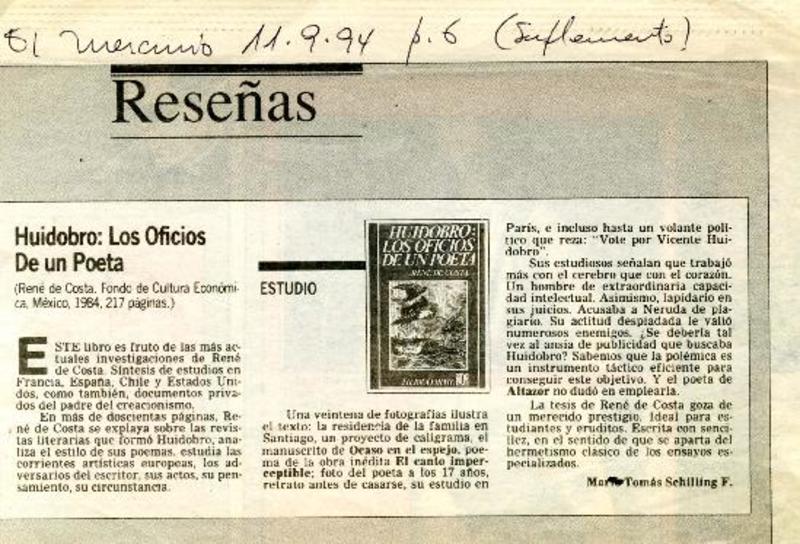 El Mercurio 11.9.94 p.6 (Suplemento)
Reseñas
Huidobro: Los Oficios
De un Poeta
(René de Costa. Fondo de Cultura Económi-
ca, México, 1984, 217 páginas.)
ESTE libro es fruto de las más ac-
tuales investigaciones de René
de Costa. Síntesis de estudios en
Francia, España, Chile y Estados Uni-
dos, como también, documentos priva-
dos del padre del creacionismo.
En más de doscientas páginas, Re-
né de Costa se explaya sobre las revis-
tas literarias que formó Huidobro, ana-
liza el estilo de sus poemas, estudia las
corrientes artísticas europeas, los ad-
versarios del escritor, sus actos, su pen-
samiento, su circunstancia.
ESTUDIO
HUIDOBRO:
LOS OFICIOS
DE UN POETA
RENÉ DE COSTA
Una veintena de fotografías ilustra
el texto: la residencia de la familia en
Santiago, un proyecto de caligrama, el
manuscrito de Ocaso en el espejo, poe-
ma de la obra inédita El canto imper-
ceptible; foto del poeta a los 17 años,
retrato antes de casarse, su estudio en
París, e incluso hasta un volante polí-
tico que reza: "Vote por Vicente Hui-
dobro".
Sus estudiosos señalan que trabajó
más con el cerebro que con el corazón.
Un hombre de extraordinaria capaci-
dad intelectual. Asimismo, lapidario en
sus juicios. Acusaba a Neruda de pla-
giario. Su actitud despiadada le valió
numerosos enemigos. ¿Se debería tal
vez al ansia de publicidad que buscaba
Huidobro? Sabemos que la polémica es
un instrumento táctico eficiente para
conseguir este objetivo. Y el poeta de
Altazor no dudó en emplearla.
La tesis de René de Costa goza de
un merecido prestigio. Ideal para es-
tudiantes y eruditos. Escrita con senci-
llez, en el sentido de que se aparta del
hermetismo clásico de los ensayos es-
pecializados.
Tomás Schilling F.